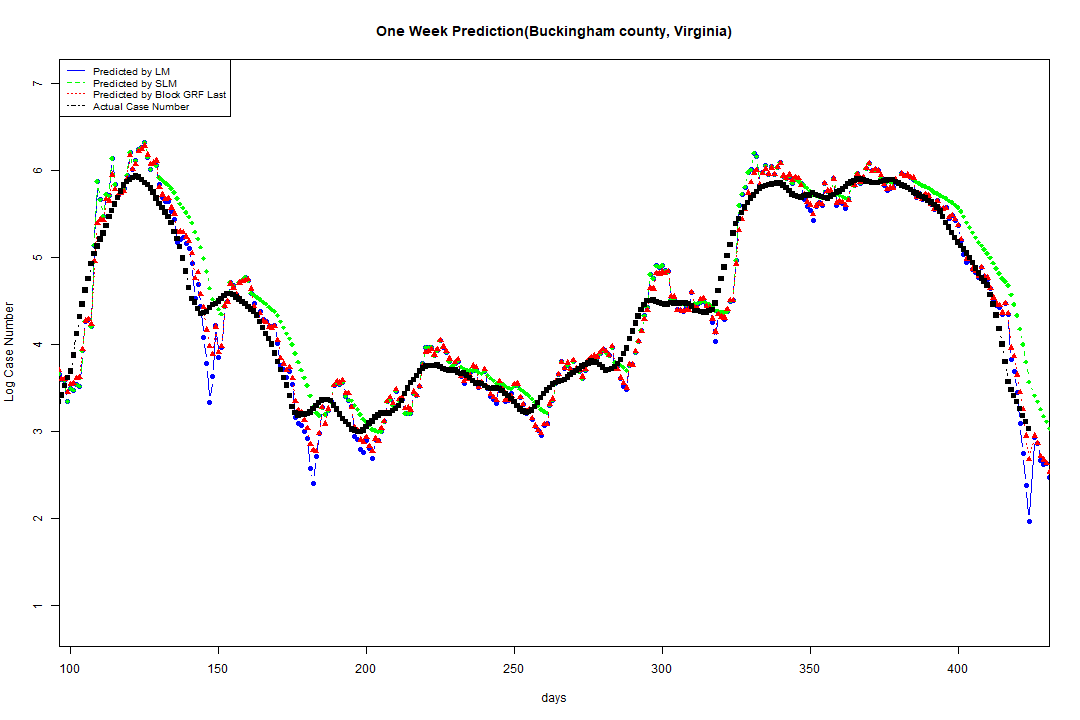 One Week Prediction(Buckingham county, Virginia)
Predicted by LM
Predicted by SLM
Predicted by Block GRF Last
Actual Case Number
7
6
5
4
3
2
1
Log Case Number
100 150 200 250 300 350 400
days